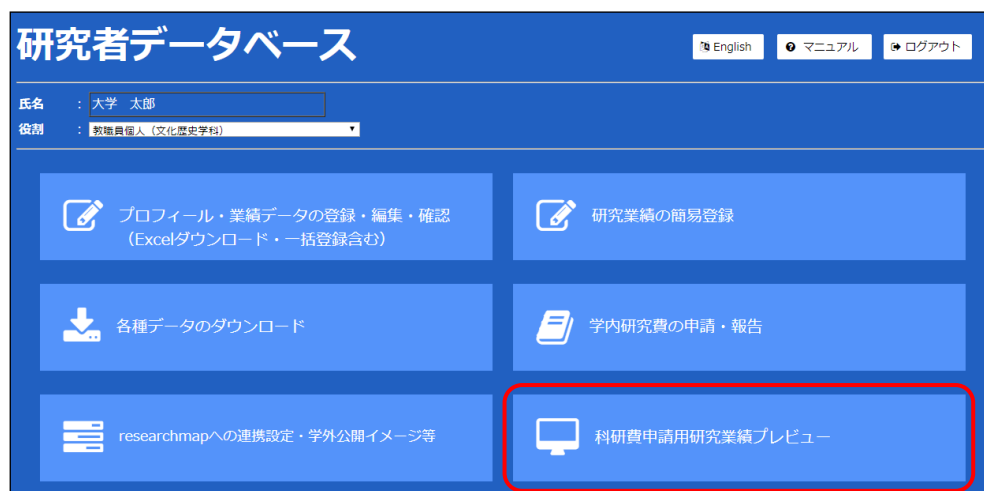 研究者データベース
English
マニュアル
ログアウト
氏名 : 大学 太郎
役割 : 教職員個人（文化歴史学科）
プロフィール・業績データの登録・編集・確認
（Excelダウンロード・一括登録含む）
研究業績の簡易登録
各種データのダウンロード
学内研究費の申請・報告
researchmapへの連携設定・学外公開イメージ等
科研費申請用研究業績プレビュー